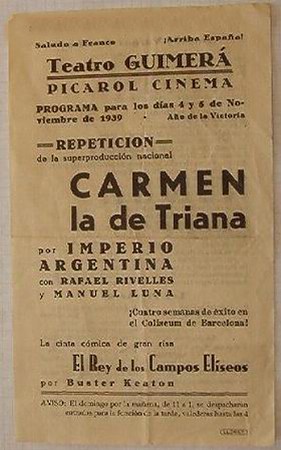 Saludo a Franco ¡Arriba España!
Teatro GUIMERÁ
PICAROL CINEMA
PROGRAMA para los días 4 y 5 de No-
viembre de 1939 - Año de la Victoria
REPETICION
de la superproducción nacional
CARMEN
la de Triana
por IMPERIO
ARGENTINA
con RAFAEL RIVELLES
y MANUEL LUNA
¡Cuatro semanas de éxito en
el Coliseum de Barcelona!
La cinta cómica de gran risa
El Rey de los Campos Elíseos
por Buster Keaton
AVISO: El domingo por la mañana, de 11 a 1, se despacharán
entradas para la función de la tarde, valederas hasta las 4